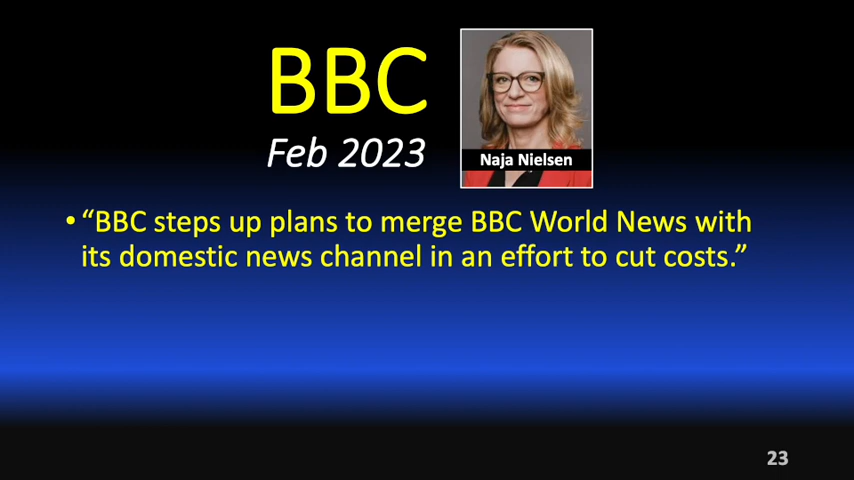 BBC
Feb 2023
Naja Nielsen
• “BBC steps up plans to merge BBC World News with
its domestic news channel in an effort to cut costs.”
23